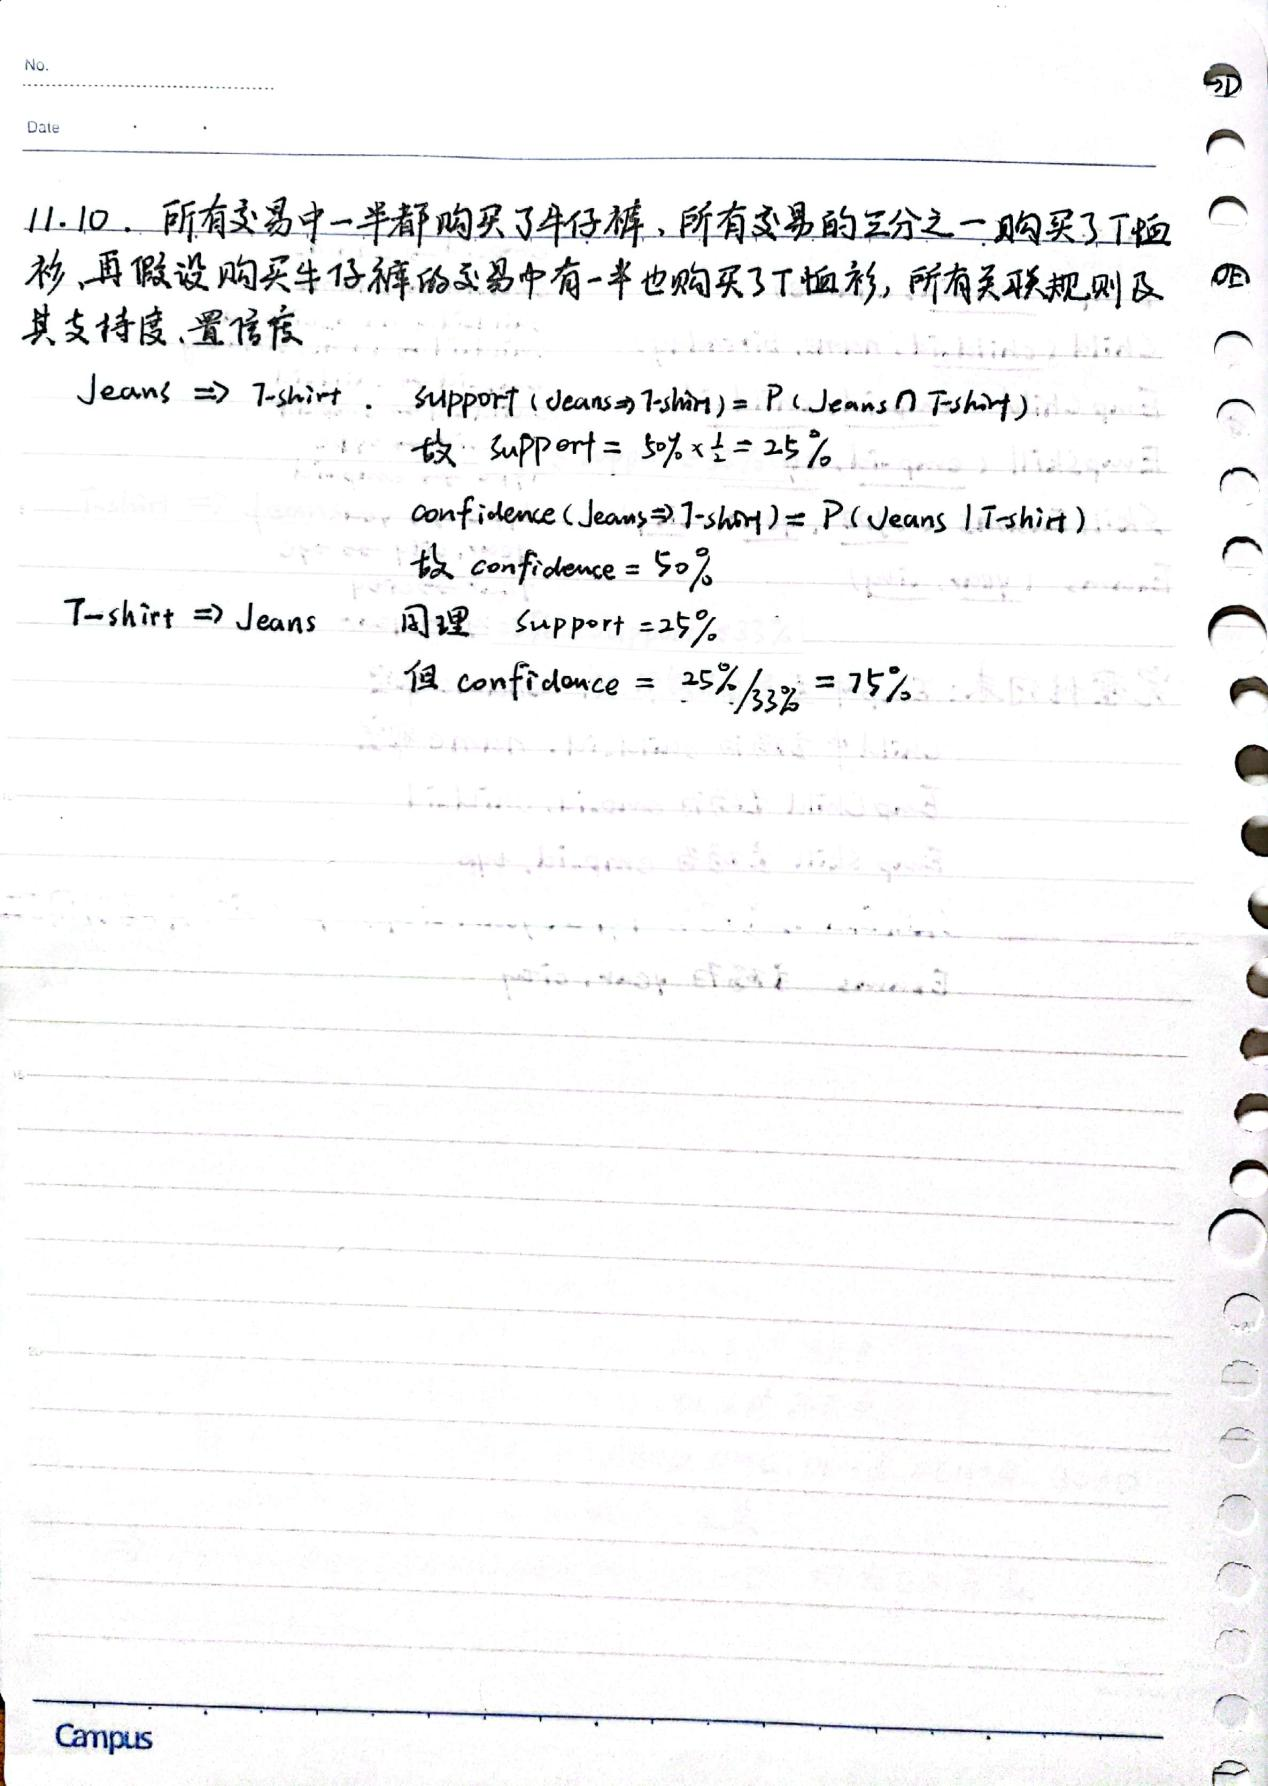 No.
Date
11.10. 所有交易中一半都购买了牛仔裤、所有交易的三分之一购买了T恤
衫、再假设购买牛仔裤的交易中有一半也购买了T恤衫，所有关联规则及
其支持度、置信度
Jeans => T-shirt. support (Jeans=>T-shirt) = P(Jeans∩T-shirt)
故 support = 50% × 1/2 = 25%
confidence (Jeans=>T-shirt) = P(Jeans | T-shirt)
故 confidence = 50%
T-shirt => Jeans 同理 support = 25%
但 confidence = 25%/33% = 75%
Campus